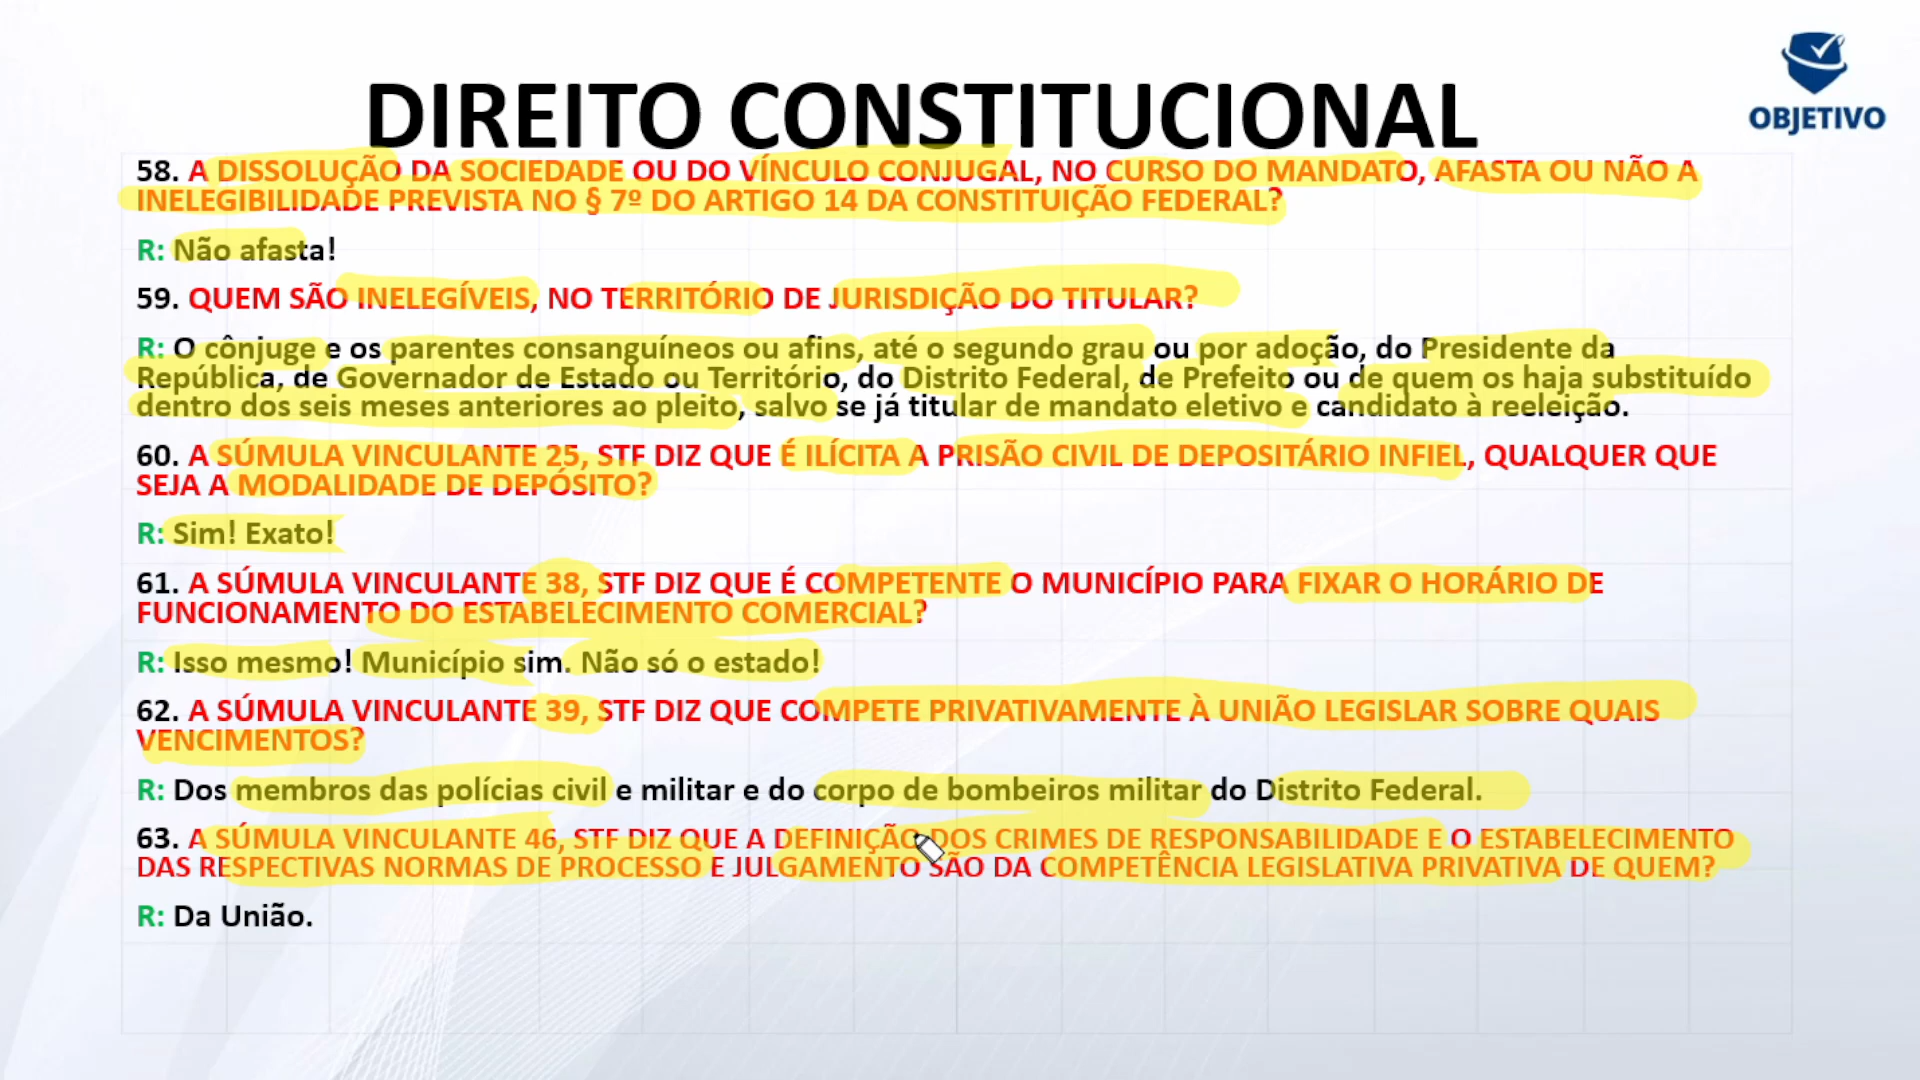 OBJETIVO
DIREITO CONSTITUCIONAL
58. A DISSOLUÇÃO DA SOCIEDADE OU DO VÍNCULO CONJUGAL, NO CURSO DO MANDATO, AFASTA OU NÃO A
INELEGIBILIDADE PREVISTA NO § 7º DO ARTIGO 14 DA CONSTITUIÇÃO FEDERAL?
R: Não afasta!
59. QUEM SÃO INELEGÍVEIS, NO TERRITÓRIO DE JURISDIÇÃO DO TITULAR?
R: O cônjuge e os parentes consanguíneos ou afins, até o segundo grau ou por adoção, do Presidente da
República, de Governador de Estado ou Território, do Distrito Federal, de Prefeito ou de quem os haja substituído
dentro dos seis meses anteriores ao pleito, salvo se já titular de mandato eletivo e candidato à reeleição.
60. A SÚMULA VINCULANTE 25, STF DIZ QUE É ILÍCITA A PRISÃO CIVIL DE DEPOSITÁRIO INFIEL, QUALQUER QUE
SEJA A MODALIDADE DE DEPÓSITO?
R: Sim! Exato!
61. A SÚMULA VINCULANTE 38, STF DIZ QUE É COMPETENTE O MUNICÍPIO PARA FIXAR O HORÁRIO DE
FUNCIONAMENTO DO ESTABELECIMENTO COMERCIAL?
R: Isso mesmo! Município sim. Não só o estado!
62. A SÚMULA VINCULANTE 39, STF DIZ QUE COMPETE PRIVATIVAMENTE À UNIÃO LEGISLAR SOBRE QUAIS
VENCIMENTOS?
R: Dos membros das polícias civil e militar e do corpo de bombeiros militar do Distrito Federal.
63. A SÚMULA VINCULANTE 46, STF DIZ QUE A DEFINIÇÃO DOS CRIMES DE RESPONSABILIDADE E O ESTABELECIMENTO
DAS RESPECTIVAS NORMAS DE PROCESSO E JULGAMENTO SÃO DA COMPETÊNCIA LEGISLATIVA PRIVATIVA DE QUEM?
R: Da União.